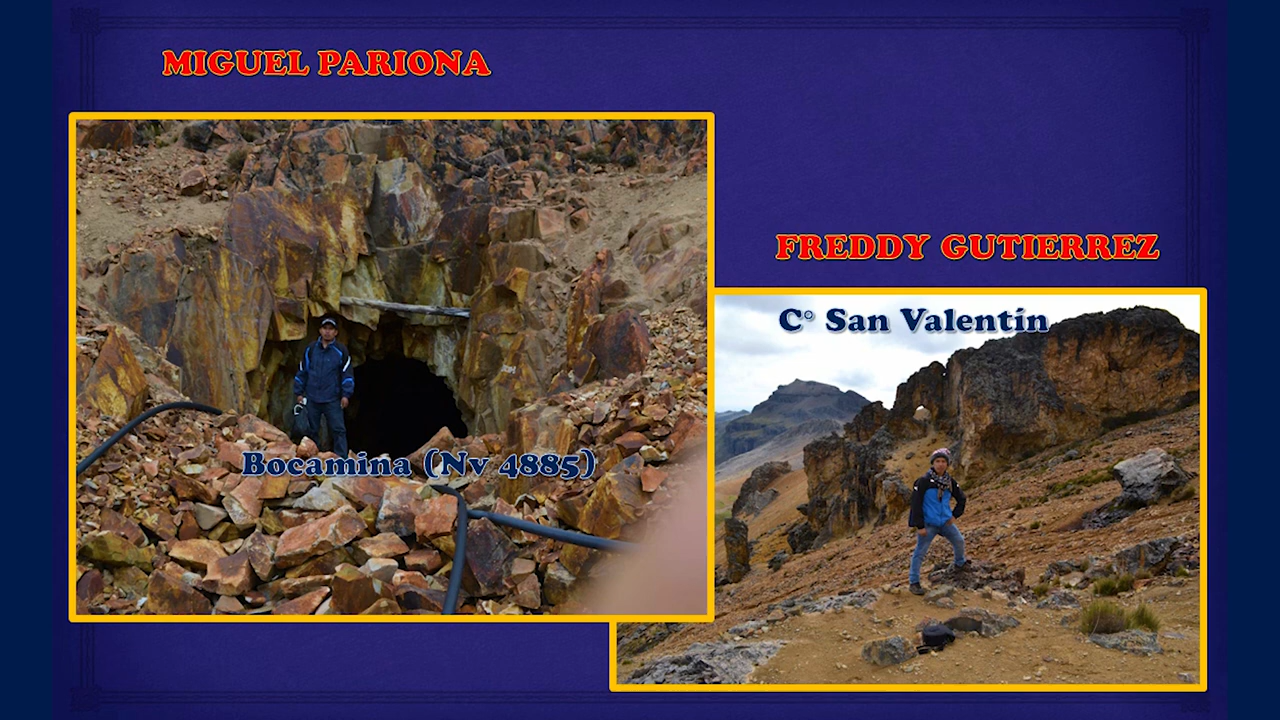 MIGUEL PARIONA
Bocamina (Nv 4885)
FREDDY GUTIERREZ
C° San Valentin